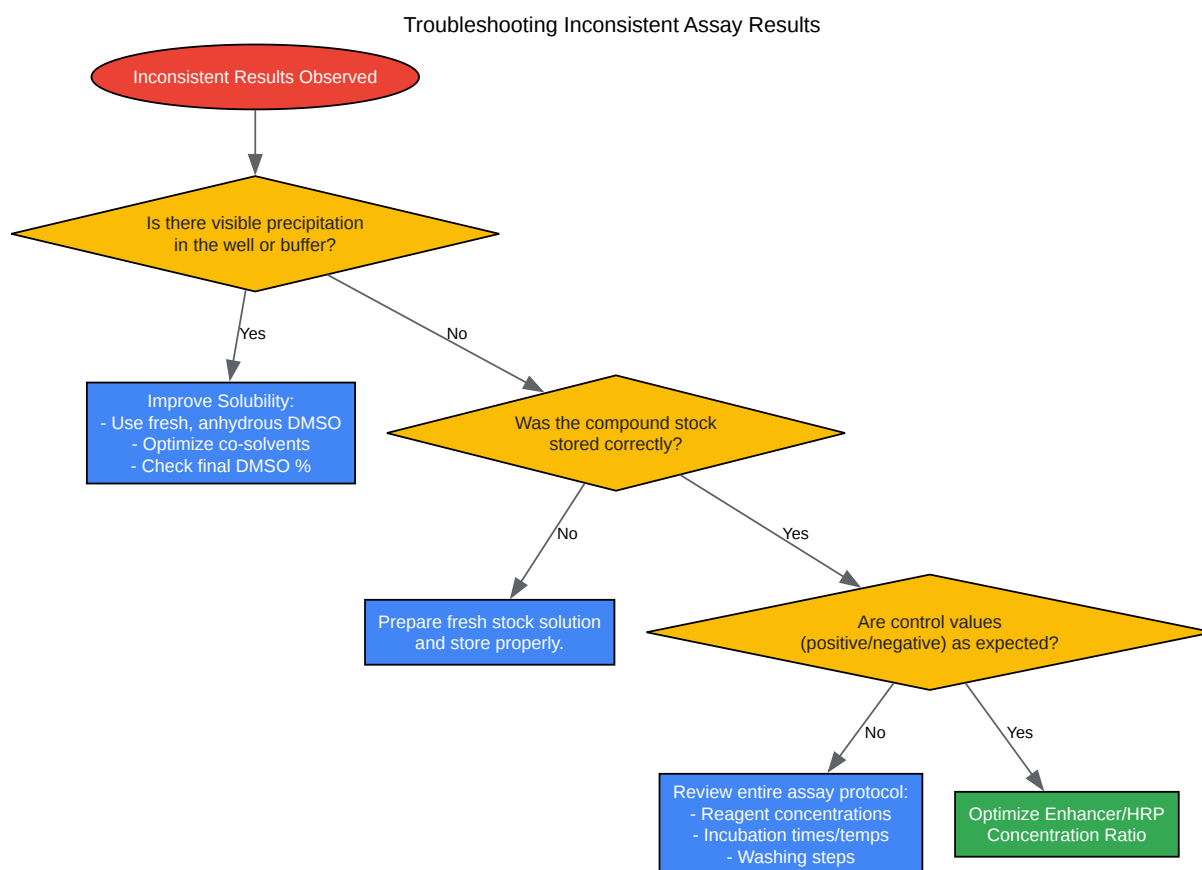 Troubleshooting Inconsistent Assay Results
Inconsistent Results Observed
Is there visible precipitation
in the well or buffer?
Yes
No
Improve Solubility:
- Use fresh, anhydrous DMSO
- Optimize co-solvents
- Check final DMSO %
Was the compound stock
stored correctly?
No
Yes
Prepare fresh stock solution
and store properly.
Are control values
(positive/negative) as expected?
No
Yes
Review entire assay protocol:
- Reagent concentrations
- Incubation times/temps
- Washing steps
Optimize Enhancer/HRP
Concentration Ratio